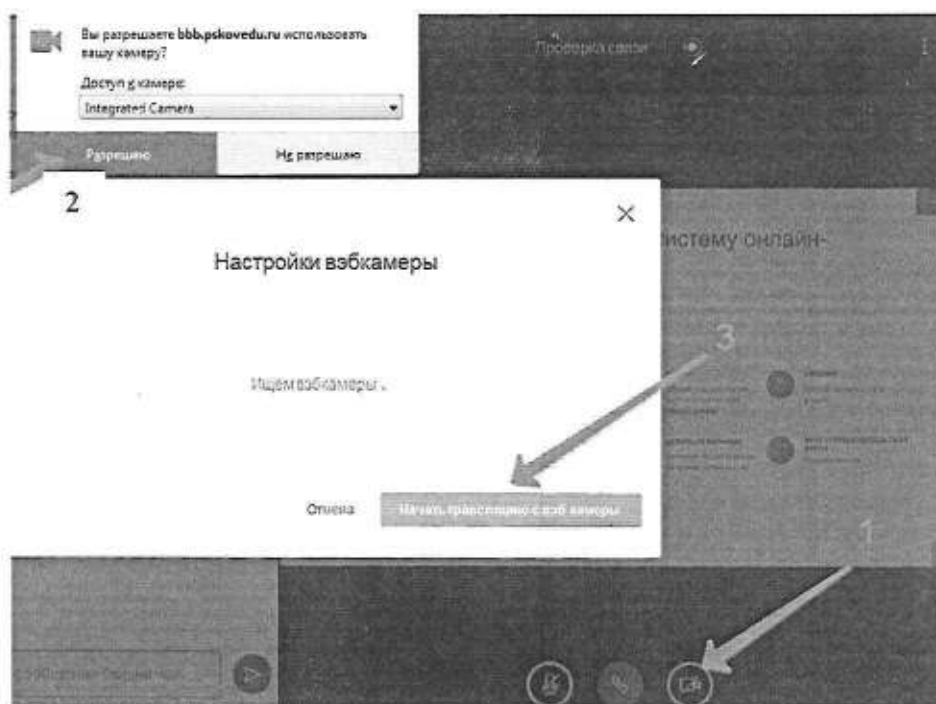 Вы разрешаете bbb.pskovedu.ru использовать
вашу камеру?
Доступ к камере:
Integrated Camera
Разрешаю
Не разрешаю
Проверка связи
2
Настройки вэбкамеры
систему онлайн-
3
Ищем вэбкамеры .
Отмена
Начать трансляцию с вэб камеры
1